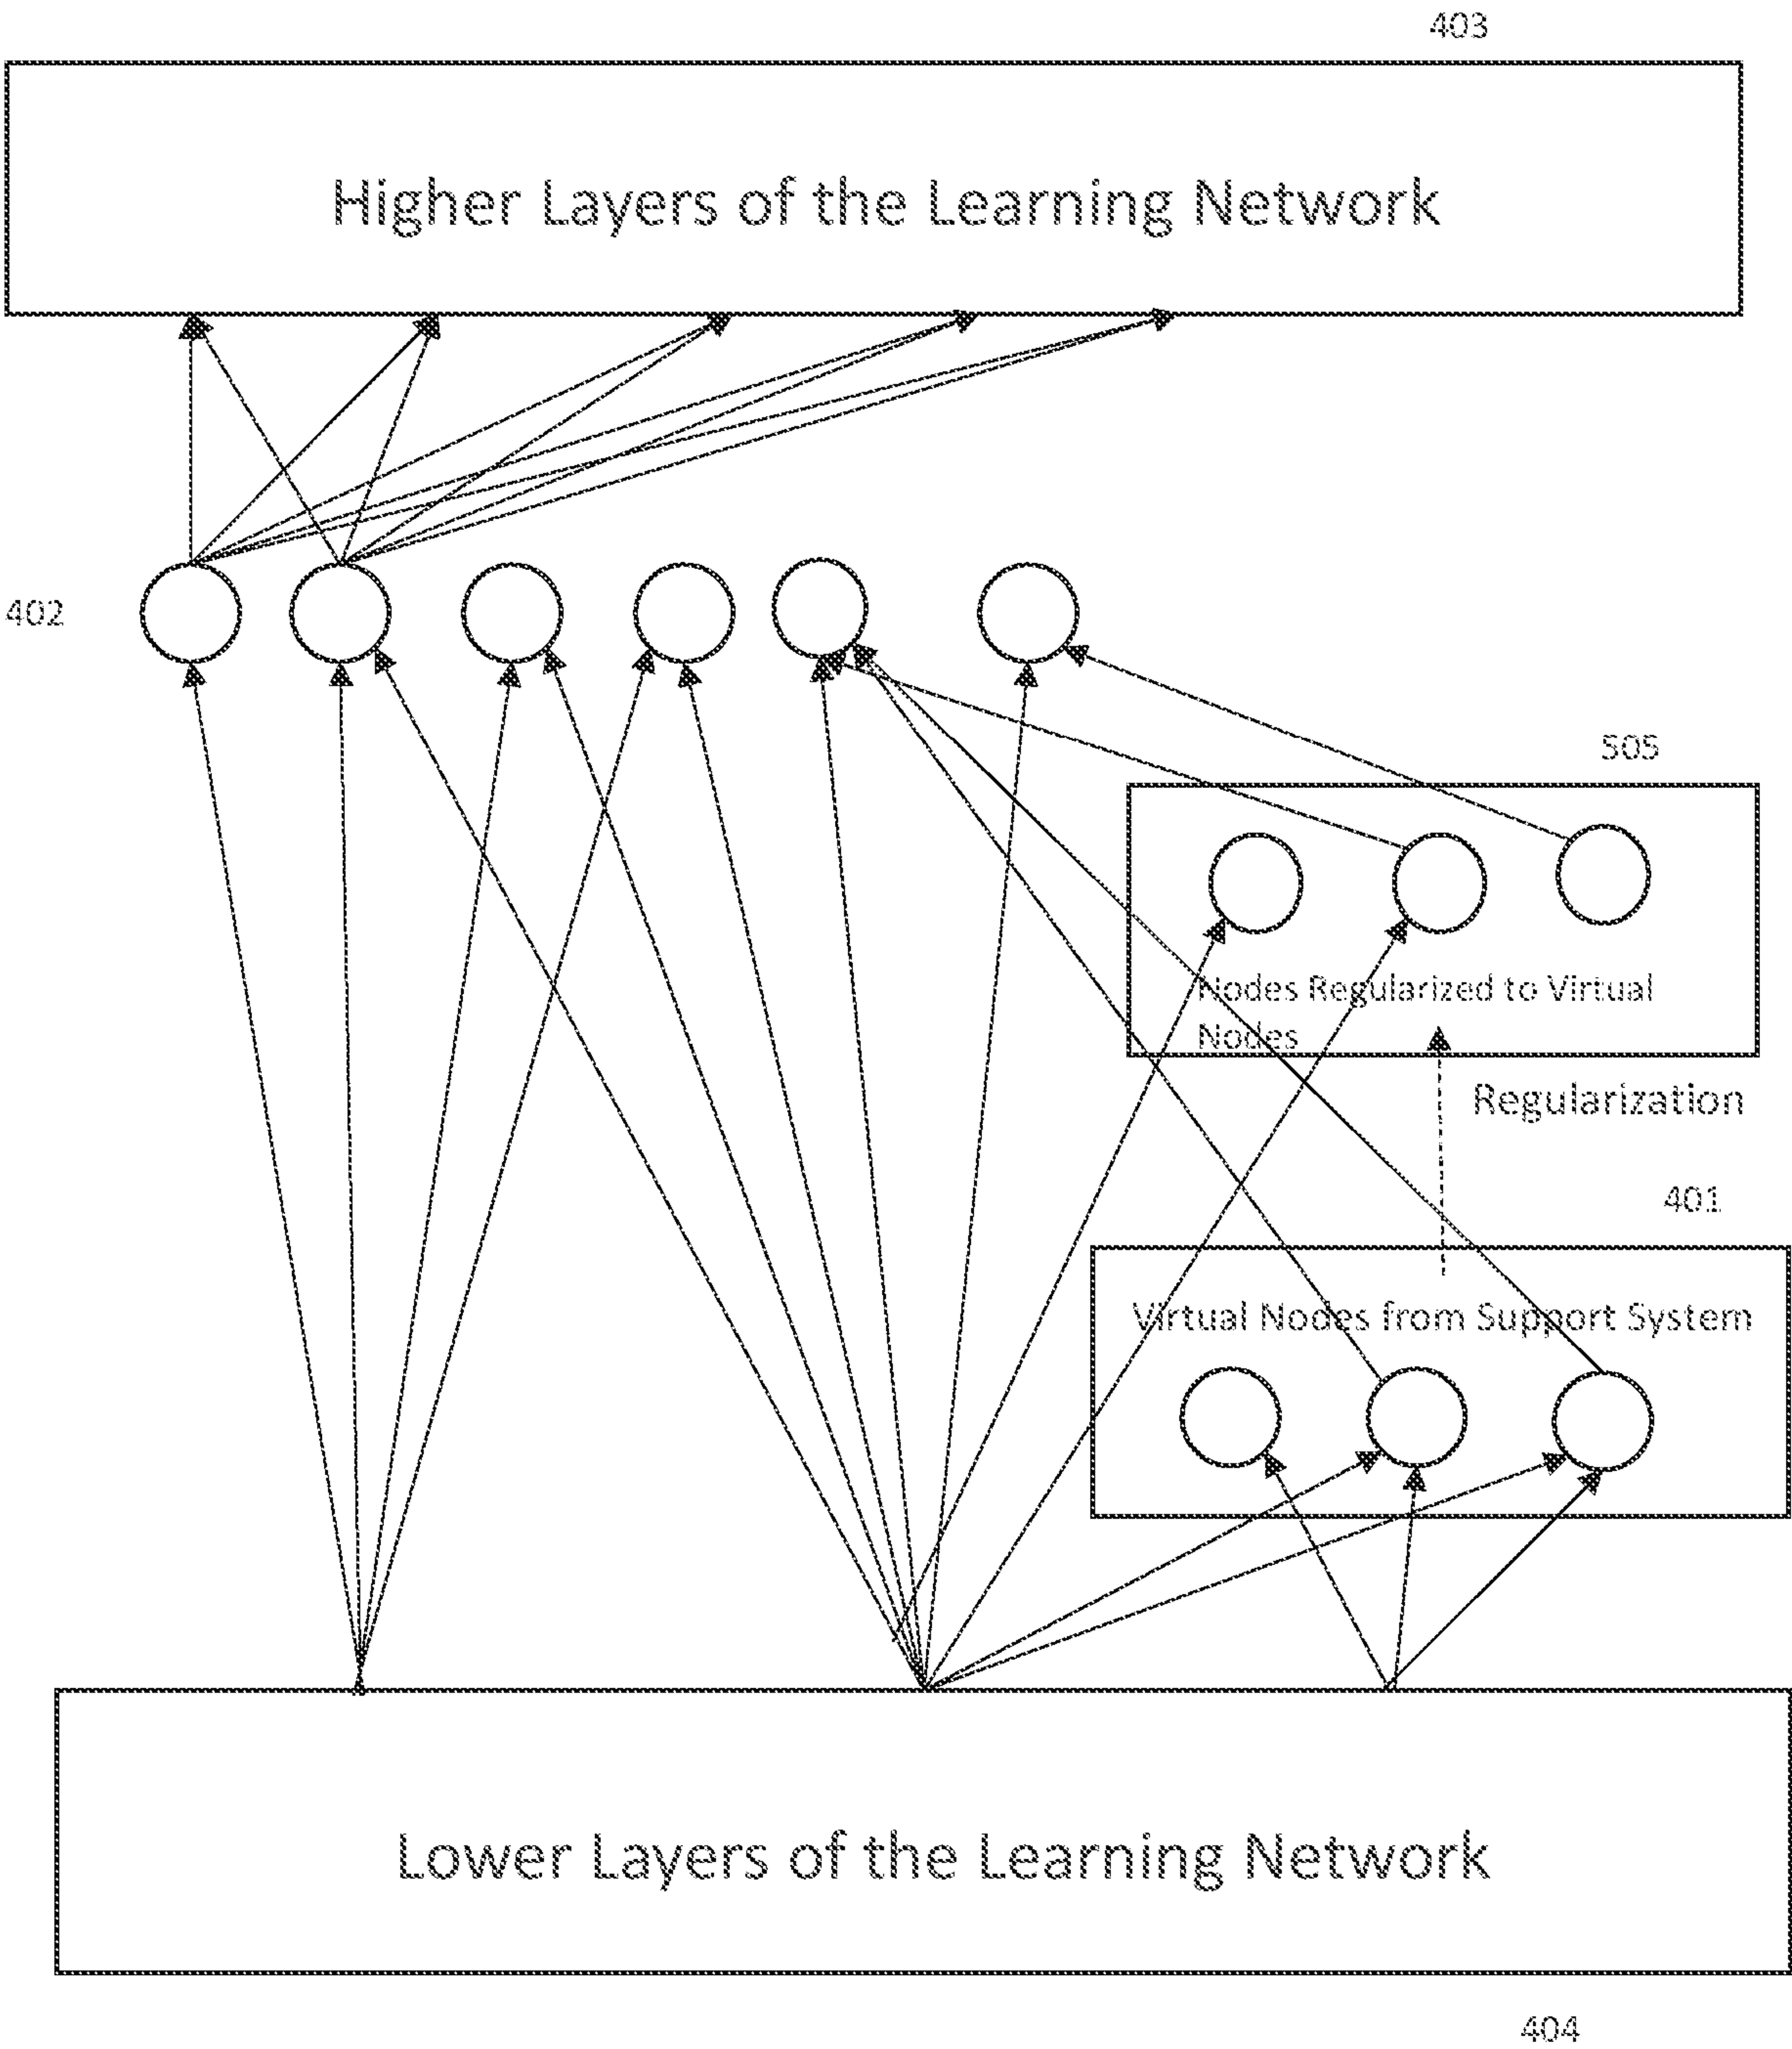 403
Higher Layers of the Learning Network
402
505
Nodes Regularized to Virtual
Nodes
Regularization
401
Virtual Nodes from Support System
Lower Layers of the Learning Network
404